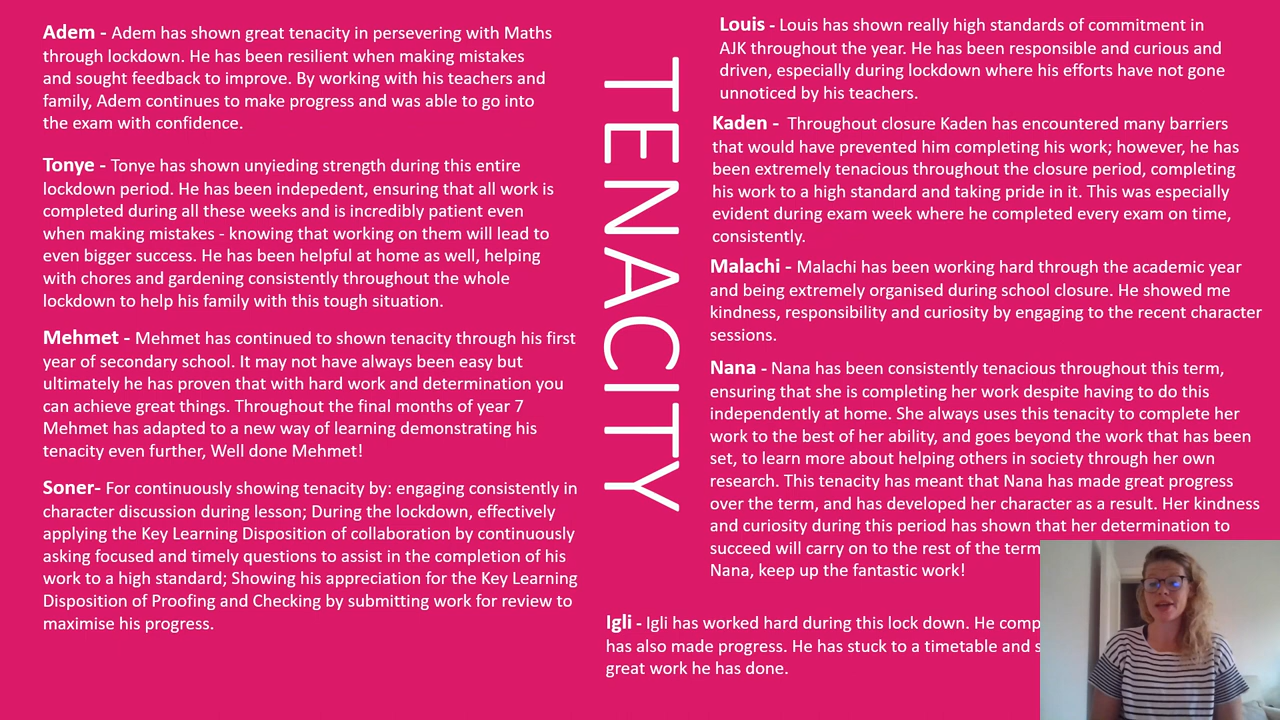 Adem - Adem has shown great tenacity in persevering with Maths
through lockdown. He has been resilient when making mistakes
and sought feedback to improve. By working with his teachers and
family, Adem continues to make progress and was able to go into
the exam with confidence.
Tonye - Tonye has shown unyieding strength during this entire
lockdown period. He has been indepedent, ensuring that all work is
completed during all these weeks and is incredibly patient even
when making mistakes - knowing that working on them will lead to
even bigger success. He has been helpful at home as well, helping
with chores and gardening consistently throughout the whole
lockdown to help his family with this tough situation.
Mehmet - Mehmet has continued to shown tenacity through his first
year of secondary school. It may not have always been easy but
ultimately he has proven that with hard work and determination you
can achieve great things. Throughout the final months of year 7
Mehmet has adapted to a new way of learning demonstrating his
tenacity even further, Well done Mehmet!
Soner- For continuously showing tenacity by: engaging consistently in
character discussion during lesson; During the lockdown, effectively
applying the Key Learning Disposition of collaboration by continuously
asking focused and timely questions to assist in the completion of his
work to a high standard; Showing his appreciation for the Key Learning
Disposition of Proofing and Checking by submitting work for review to
maximise his progress.
TENACITY
Louis - Louis has shown really high standards of commitment in
AJK throughout the year. He has been responsible and curious and
driven, especially during lockdown where his efforts have not gone
unnoticed by his teachers.
Kaden - Throughout closure Kaden has encountered many barriers
that would have prevented him completing his work; however, he has
been extremely tenacious throughout the closure period, completing
his work to a high standard and taking pride in it. This was especially
evident during exam week where he completed every exam on time,
consistently.
Malachi - Malachi has been working hard through the academic year
and being extremely organised during school closure. He showed me
kindness, responsibility and curiosity by engaging to the recent character
sessions.
Nana - Nana has been consistently tenacious throughout this term,
ensuring that she is completing her work despite having to do this
independently at home. She always uses this tenacity to complete her
work to the best of her ability, and goes beyond the work that has been
set, to learn more about helping others in society through her own
research. This tenacity has meant that Nana has made great progress
over the term, and has developed her character as a result. Her kindness
and curiosity during this period has shown that her determination to
succeed will carry on to the rest of the term
Nana, keep up the fantastic work!
Igli - Igli has worked hard during this lock down. He
has also made progress. He has stuck to a timetable and
great work he has done.